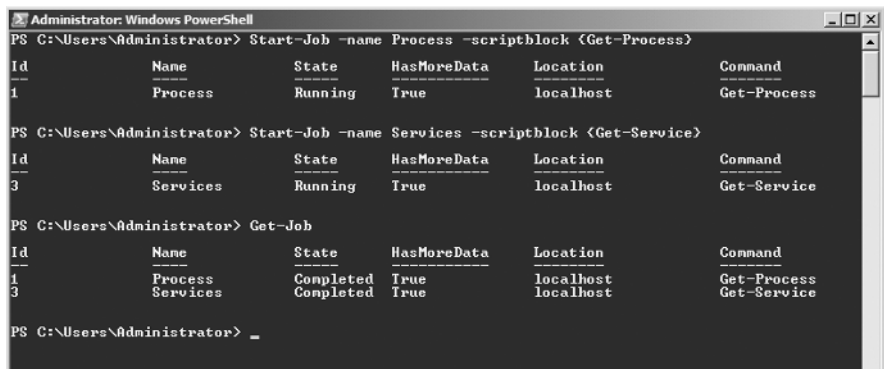 Administrator: Windows PowerShell
PS C:\Users\Administrator> Start-Job -name Process -scriptblock {Get-Process}
Id Name State HasMoreData Location Command
-- ---- ----- ----------- -------- -------
1 Process Running True localhost Get-Process
PS C:\Users\Administrator> Start-Job -name Services -scriptblock {Get-Service}
Id Name State HasMoreData Location Command
-- ---- ----- ----------- -------- -------
3 Services Running True localhost Get-Service
PS C:\Users\Administrator> Get-Job
Id Name State HasMoreData Location Command
-- ---- ----- ----------- -------- -------
1 Process Completed True localhost Get-Process
3 Services Completed True localhost Get-Service
PS C:\Users\Administrator> _